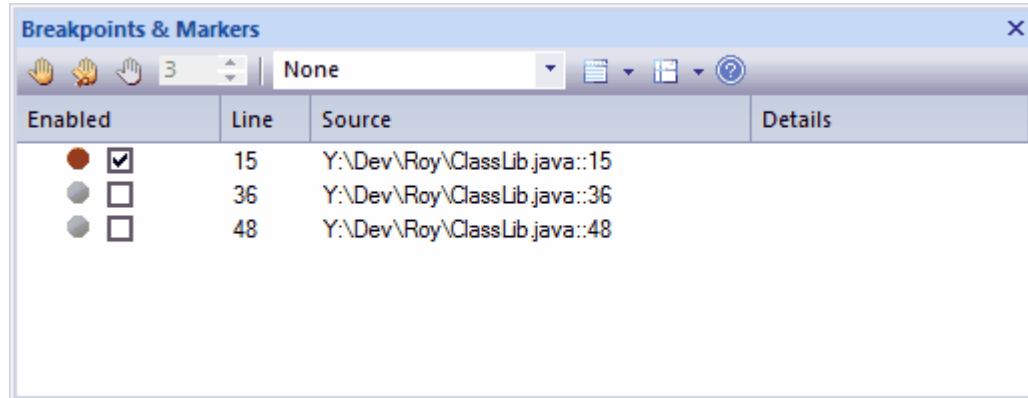 Breakpoints & Markers
3 None
Enabled Line Source Details
15 Y:\Dev\Roy\ClassLib.java::15
36 Y:\Dev\Roy\ClassLib.java::36
48 Y:\Dev\Roy\ClassLib.java::48